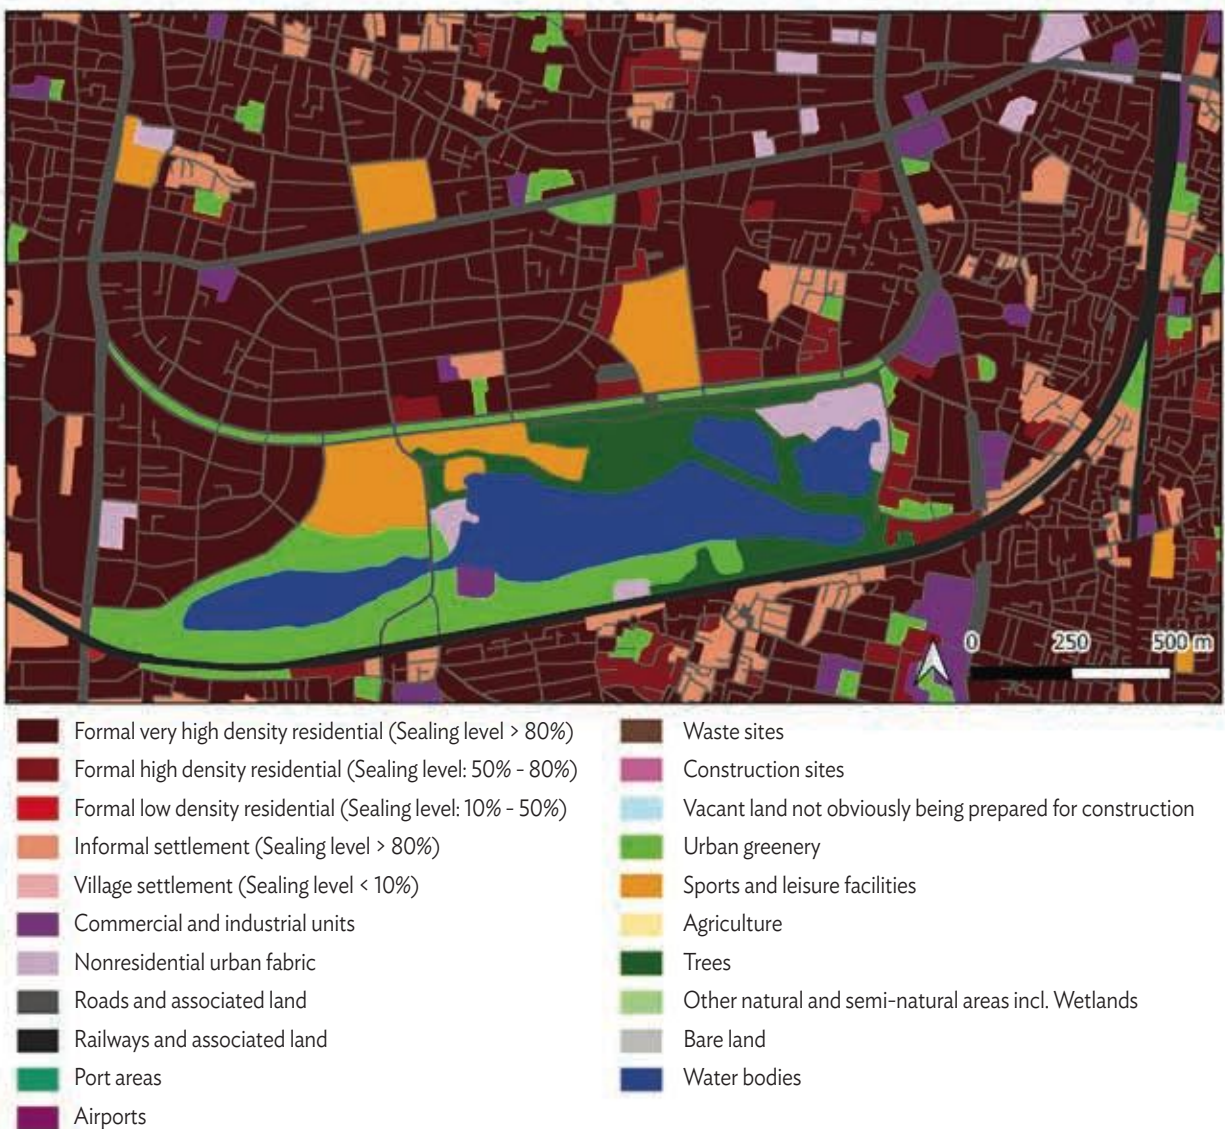 0 250 500 m
Formal very high density residential (Sealing level > 80%)
Formal high density residential (Sealing level: 50% - 80%)
Formal low density residential (Sealing level: 10% - 50%)
Informal settlement (Sealing level > 80%)
Village settlement (Sealing level < 10%)
Commercial and industrial units
Nonresidential urban fabric
Roads and associated land
Railways and associated land
Port areas
Airports
Waste sites
Construction sites
Vacant land not obviously being prepared for construction
Urban greenery
Sports and leisure facilities
Agriculture
Trees
Other natural and semi-natural areas incl. Wetlands
Bare land
Water bodies